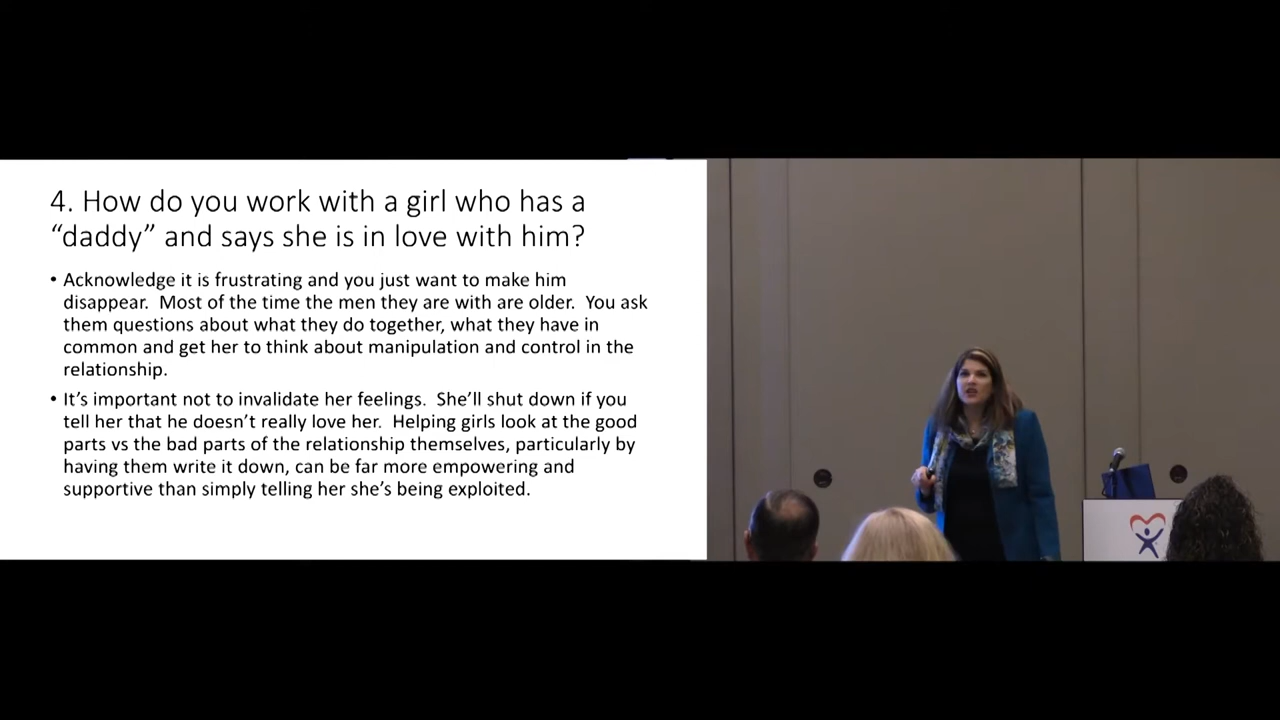 4. How do you work with a girl who has a
“daddy” and says she is in love with him?
• Acknowledge it is frustrating and you just want to make him
disappear.  Most of the time the men they are with are older.  You ask
them questions about what they do together, what they have in
common and get her to think about manipulation and control in the
relationship.
• It’s important not to invalidate her feelings.  She’ll shut down if you
tell her that he doesn’t really love her.  Helping girls look at the good
parts vs the bad parts of the relationship themselves, particularly by
having them write it down, can be far more empowering and
supportive than simply telling her she’s being exploited.